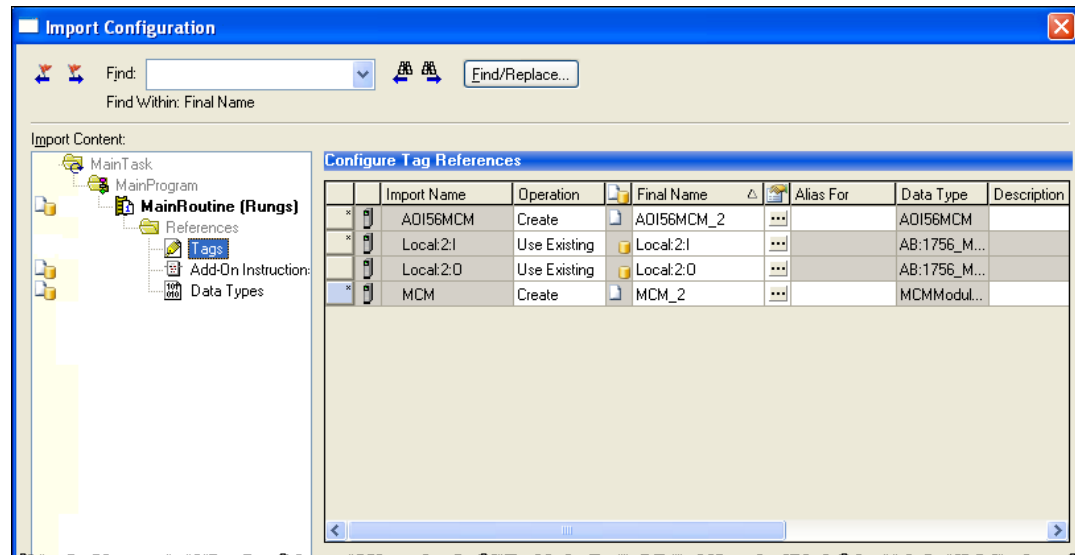 Import Configuration
Find:
Find/Replace...
Find Within: Final Name
Import Content:
MainTask
MainProgram
MainRoutine (Rungs)
References
Tags
Add-On Instruction:
Data Types
Configure Tag References
Import Name Operation Final Name Alias For Data Type Description
AOI56MCM Create AOI56MCM_2 ... AOI56MCM
Local:2:I Use Existing Local:2:I ... AB:1756_M...
Local:2:O Use Existing Local:2:O ... AB:1756_M...
MCM Create MCM_2 ... MCMModul...